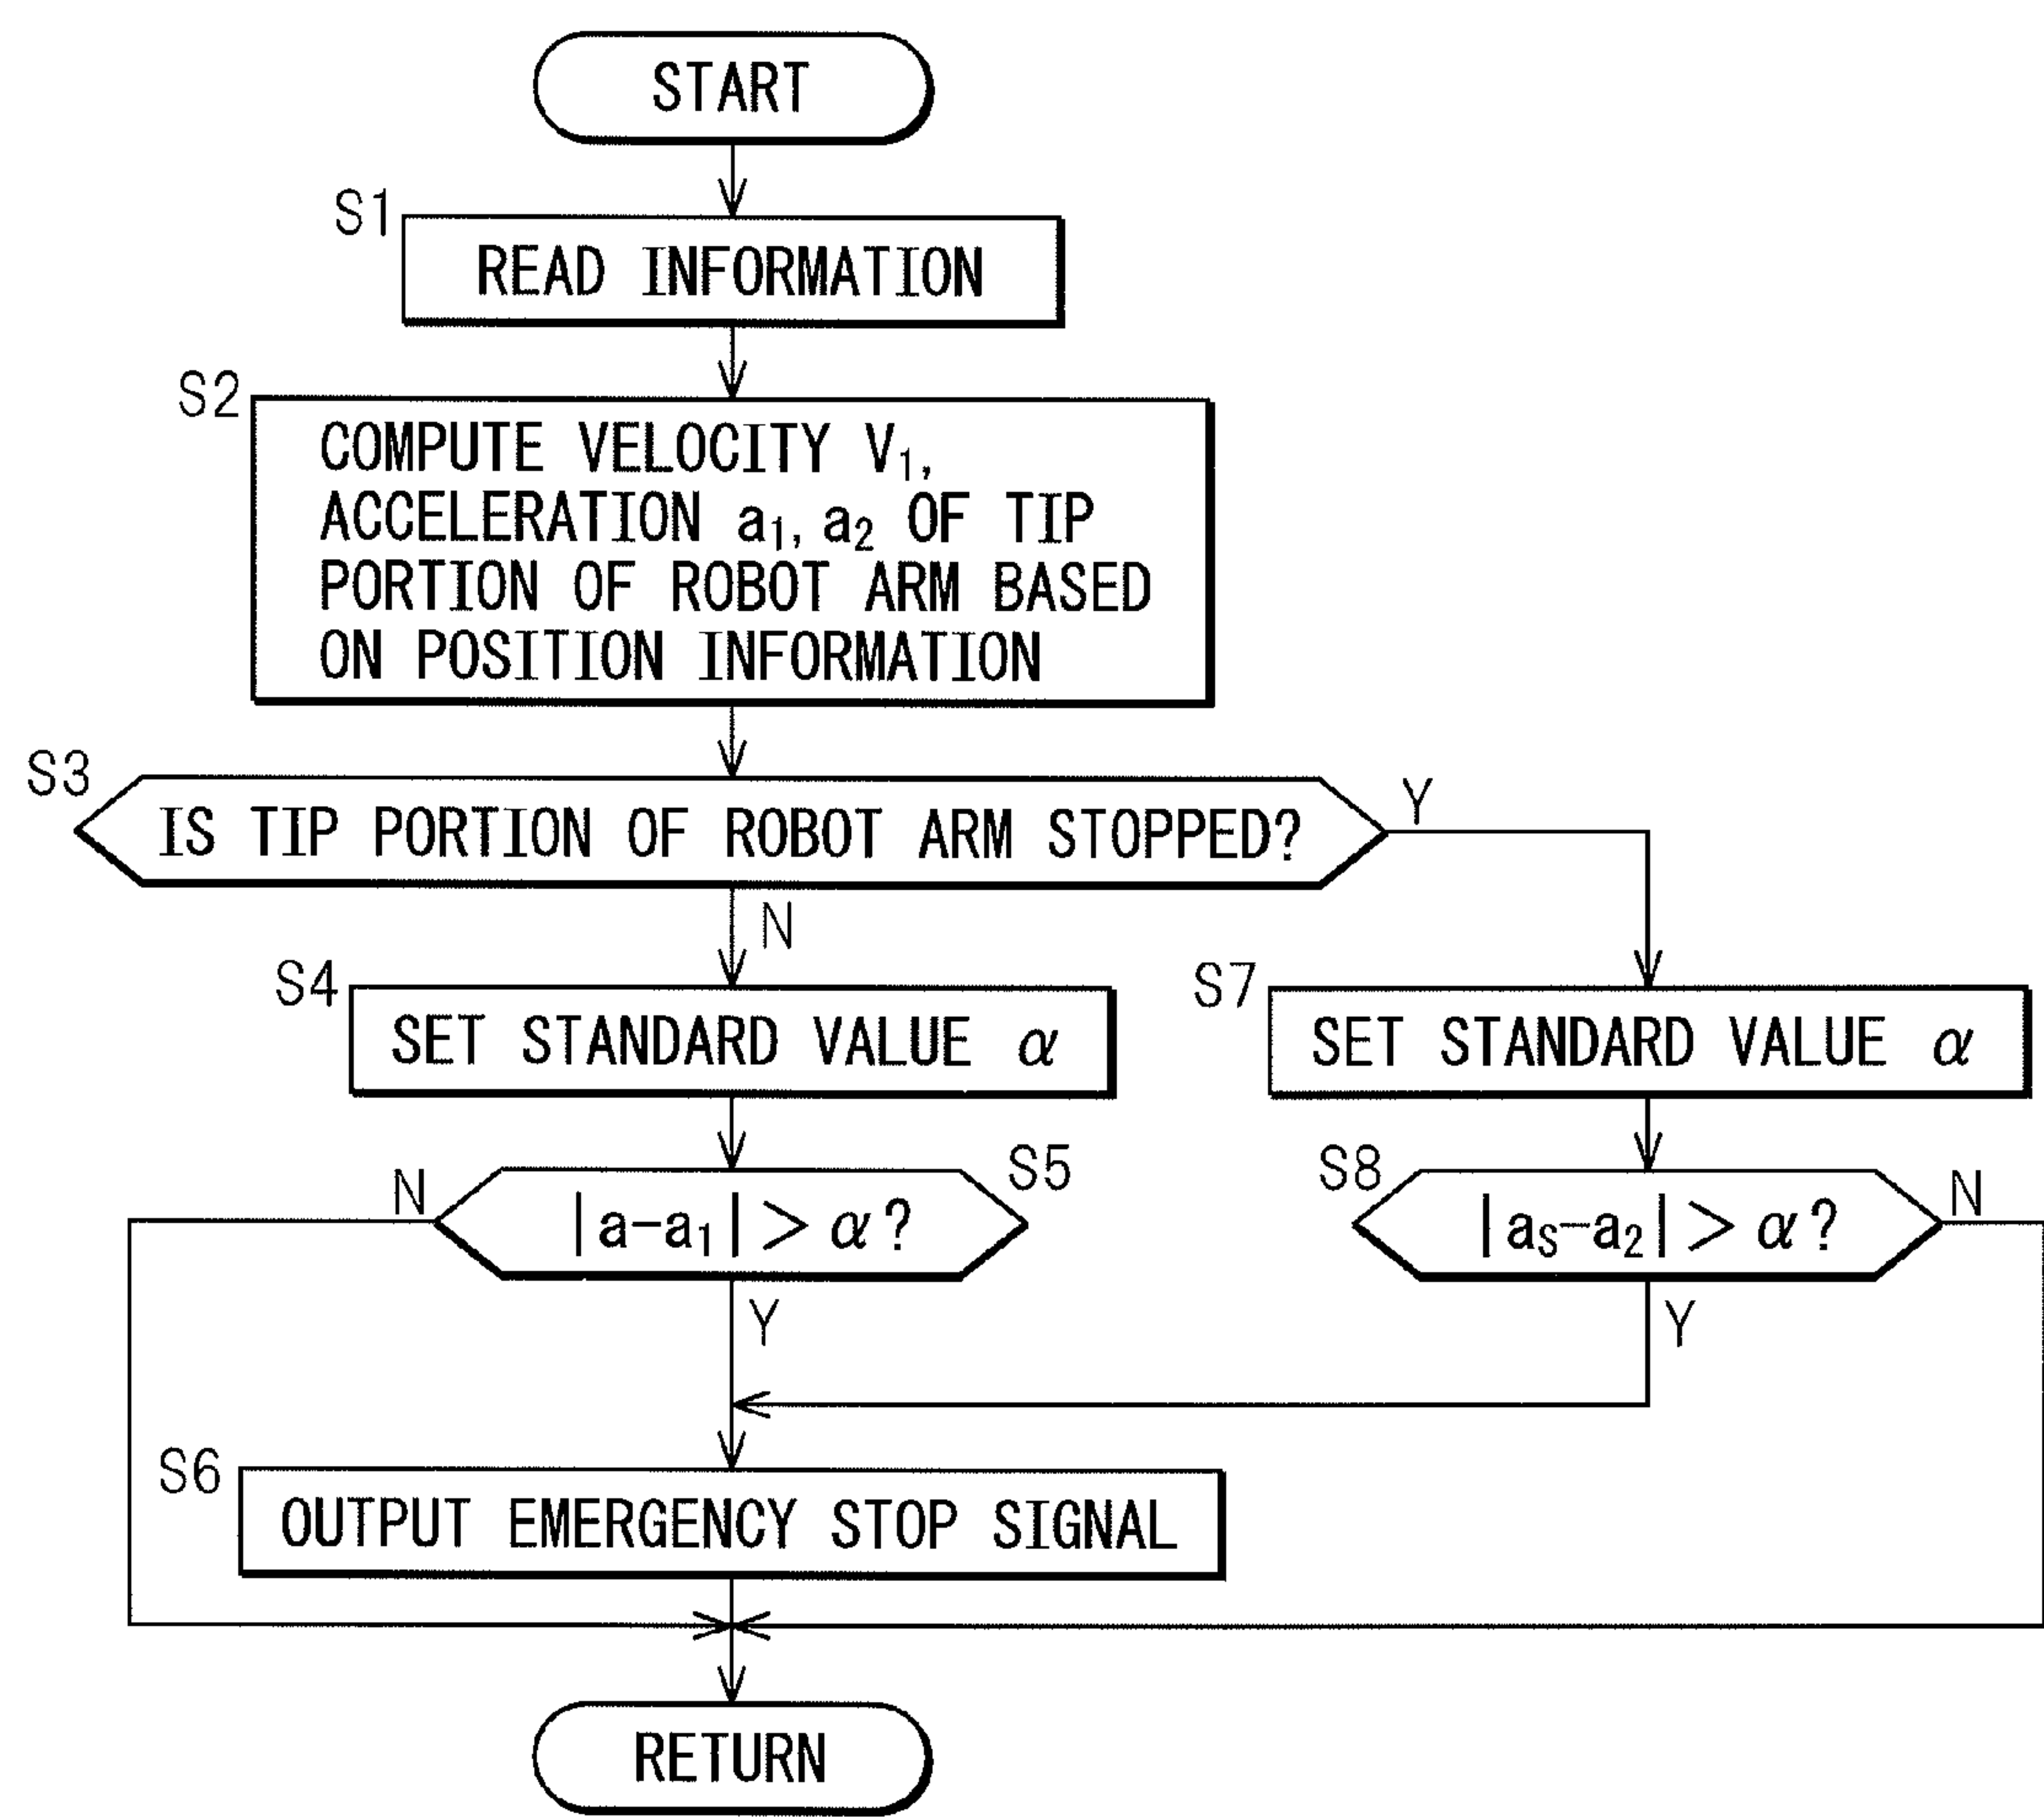 START
S1
READ INFORMATION
S2
COMPUTE VELOCITY V₁,
ACCELERATION a₁, a₂ OF TIP
PORTION OF ROBOT ARM BASED
ON POSITION INFORMATION
S3
IS TIP PORTION OF ROBOT ARM STOPPED?
Y
N
S4
SET STANDARD VALUE α
S7
SET STANDARD VALUE α
N
|a-a₁| > α?
S5
S8
|aₛ-a₂| > α?
N
Y
Y
S6
OUTPUT EMERGENCY STOP SIGNAL
RETURN